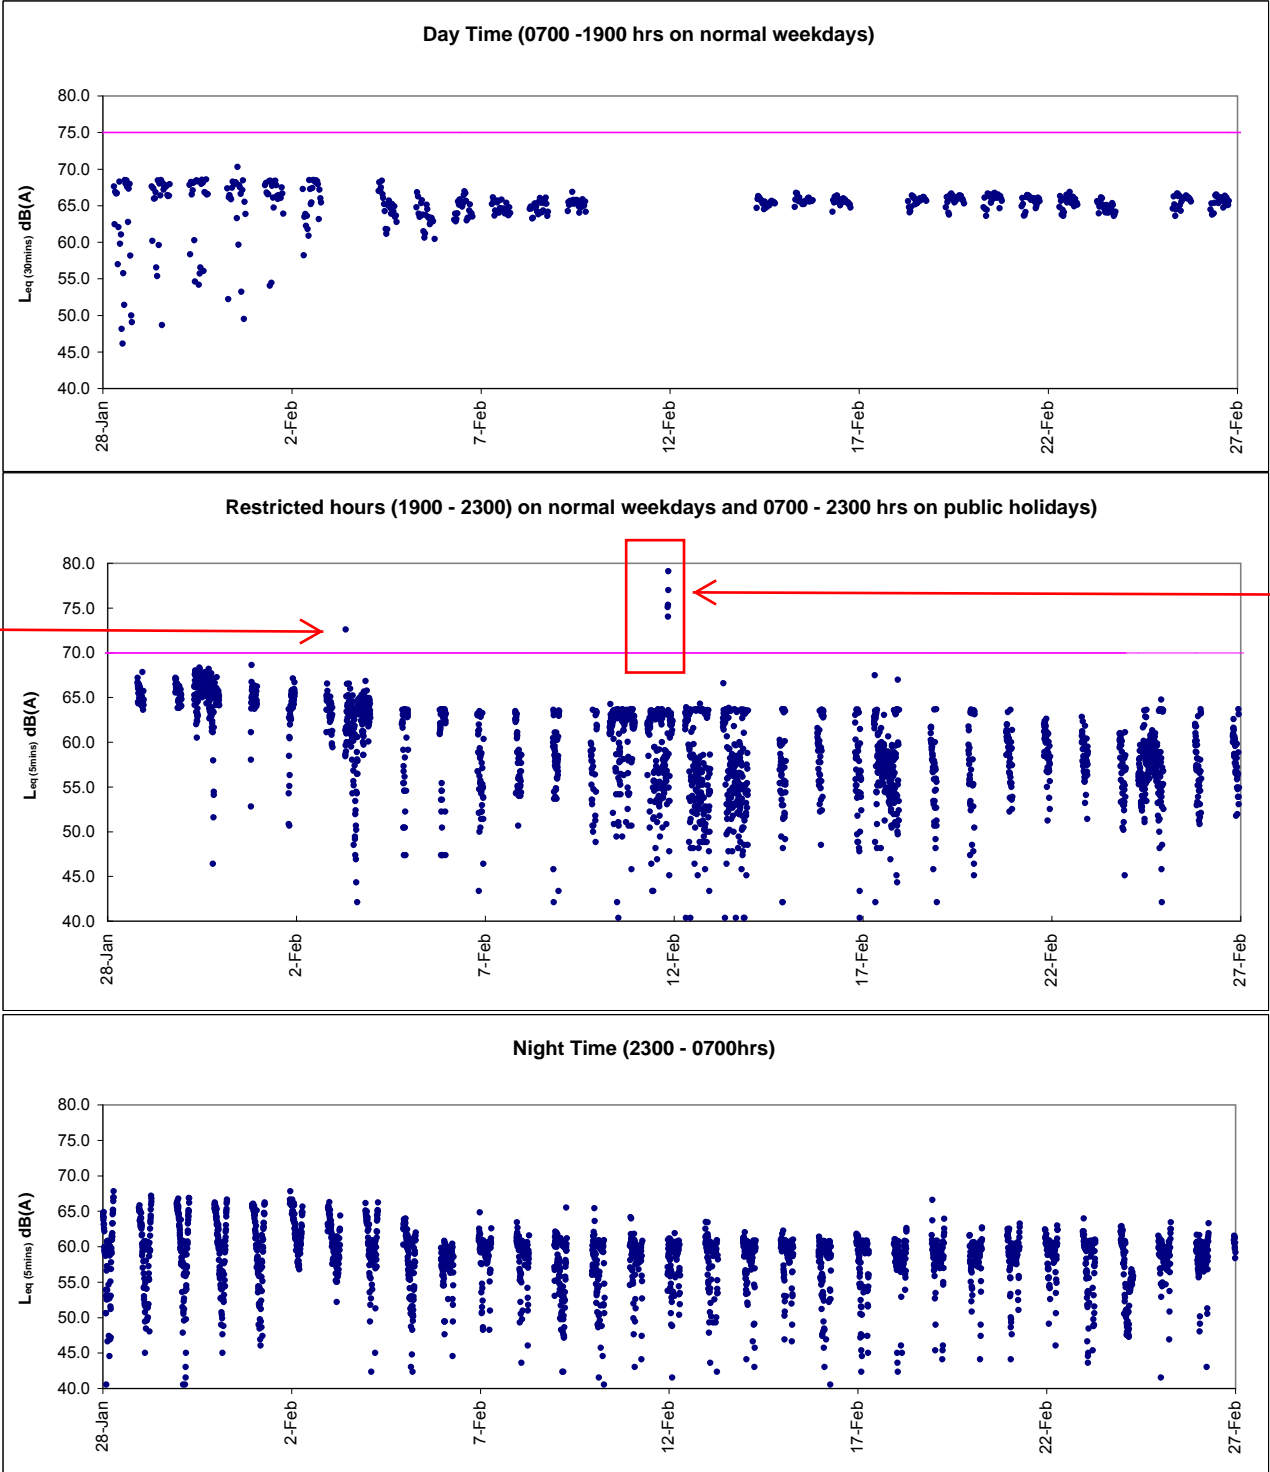 Day Time (0700 -1900 hrs on normal weekdays)
80.0
75.0
70.0
65.0
60.0
55.0
50.0
45.0
40.0
Leq (30mins) dB(A)
28-Jan
2-Feb
7-Feb
12-Feb
17-Feb
22-Feb
27-Feb
Restricted hours (1900 - 2300) on normal weekdays and 0700 - 2300 hrs on public holidays)
80.0
75.0
70.0
65.0
60.0
55.0
50.0
45.0
40.0
Leq (5mins) dB(A)
28-Jan
2-Feb
7-Feb
12-Feb
17-Feb
22-Feb
27-Feb
Night Time (2300 - 0700hrs)
80.0
75.0
70.0
65.0
60.0
55.0
50.0
45.0
40.0
Leq (5mins) dB(A)
28-Jan
2-Feb
7-Feb
12-Feb
17-Feb
22-Feb
27-Feb